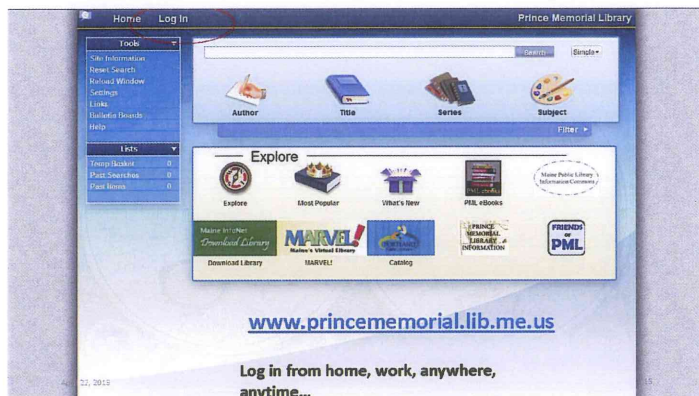 Home Log In Prince Memorial Library
Tools
Search Simple
Site Information
Reset Search
Reload Window
Settings
Links
Bulletin Boards
Help
Author Title Series Subject
Filter
Lists
Temp Basket 0
Past Searches 0
Past Items 0
Explore
Explore Most Popular What's New PML eBooks
Maine Public Library
Information Commons
Maine InfoNet
Download Library
MARVEL!
Maine's Virtual Library
PRINCE
MEMORIAL
LIBRARY
INFORMATION
FRIENDS
OF
PML
Download Library MARVEL! Catalog
www.princememorial.lib.me.us
Log in from home, work, anywhere,
anytime...
22, 2013
15